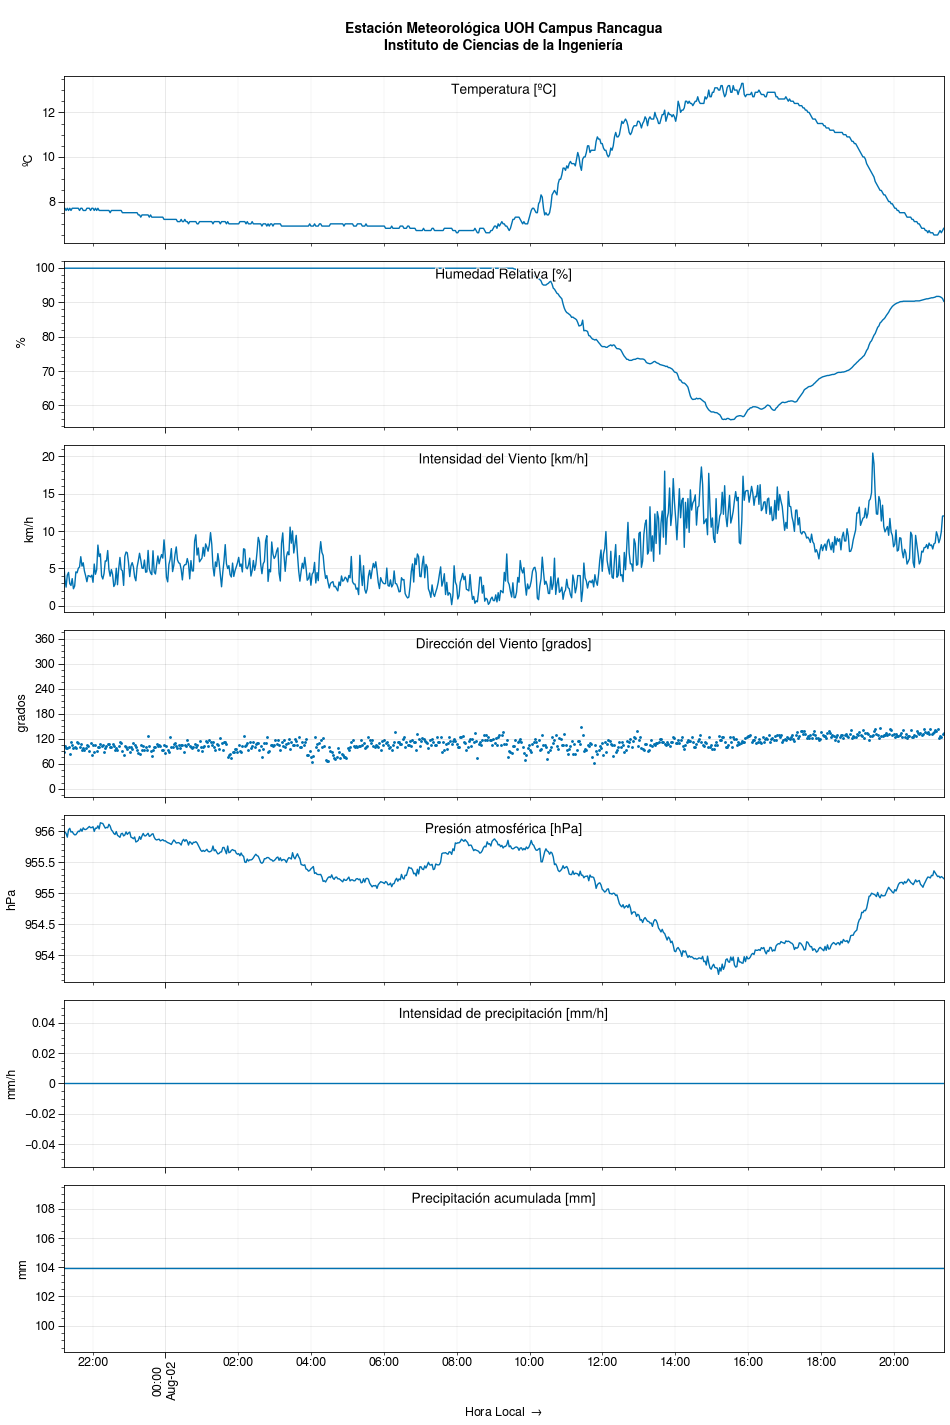 Estación Meteorológica UOH Campus Rancagua
Instituto de Ciencias de la Ingeniería
Temperatura [ºC]
ºC
12
10
8
Humedad Relativa [%]
%
100
90
80
70
60
Intensidad del Viento [km/h]
km/h
20
15
10
5
0
Dirección del Viento [grados]
grados
360
300
240
180
120
60
0
Presión atmosférica [hPa]
hPa
956
955.5
955
954.5
954
Intensidad de precipitación [mm/h]
mm/h
0.04
0.02
0
−0.02
−0.04
Precipitación acumulada [mm]
mm
108
106
104
102
100
22:00
00:00
Aug-02
02:00
04:00
06:00
08:00
10:00
12:00
14:00
16:00
18:00
20:00
Hora Local →